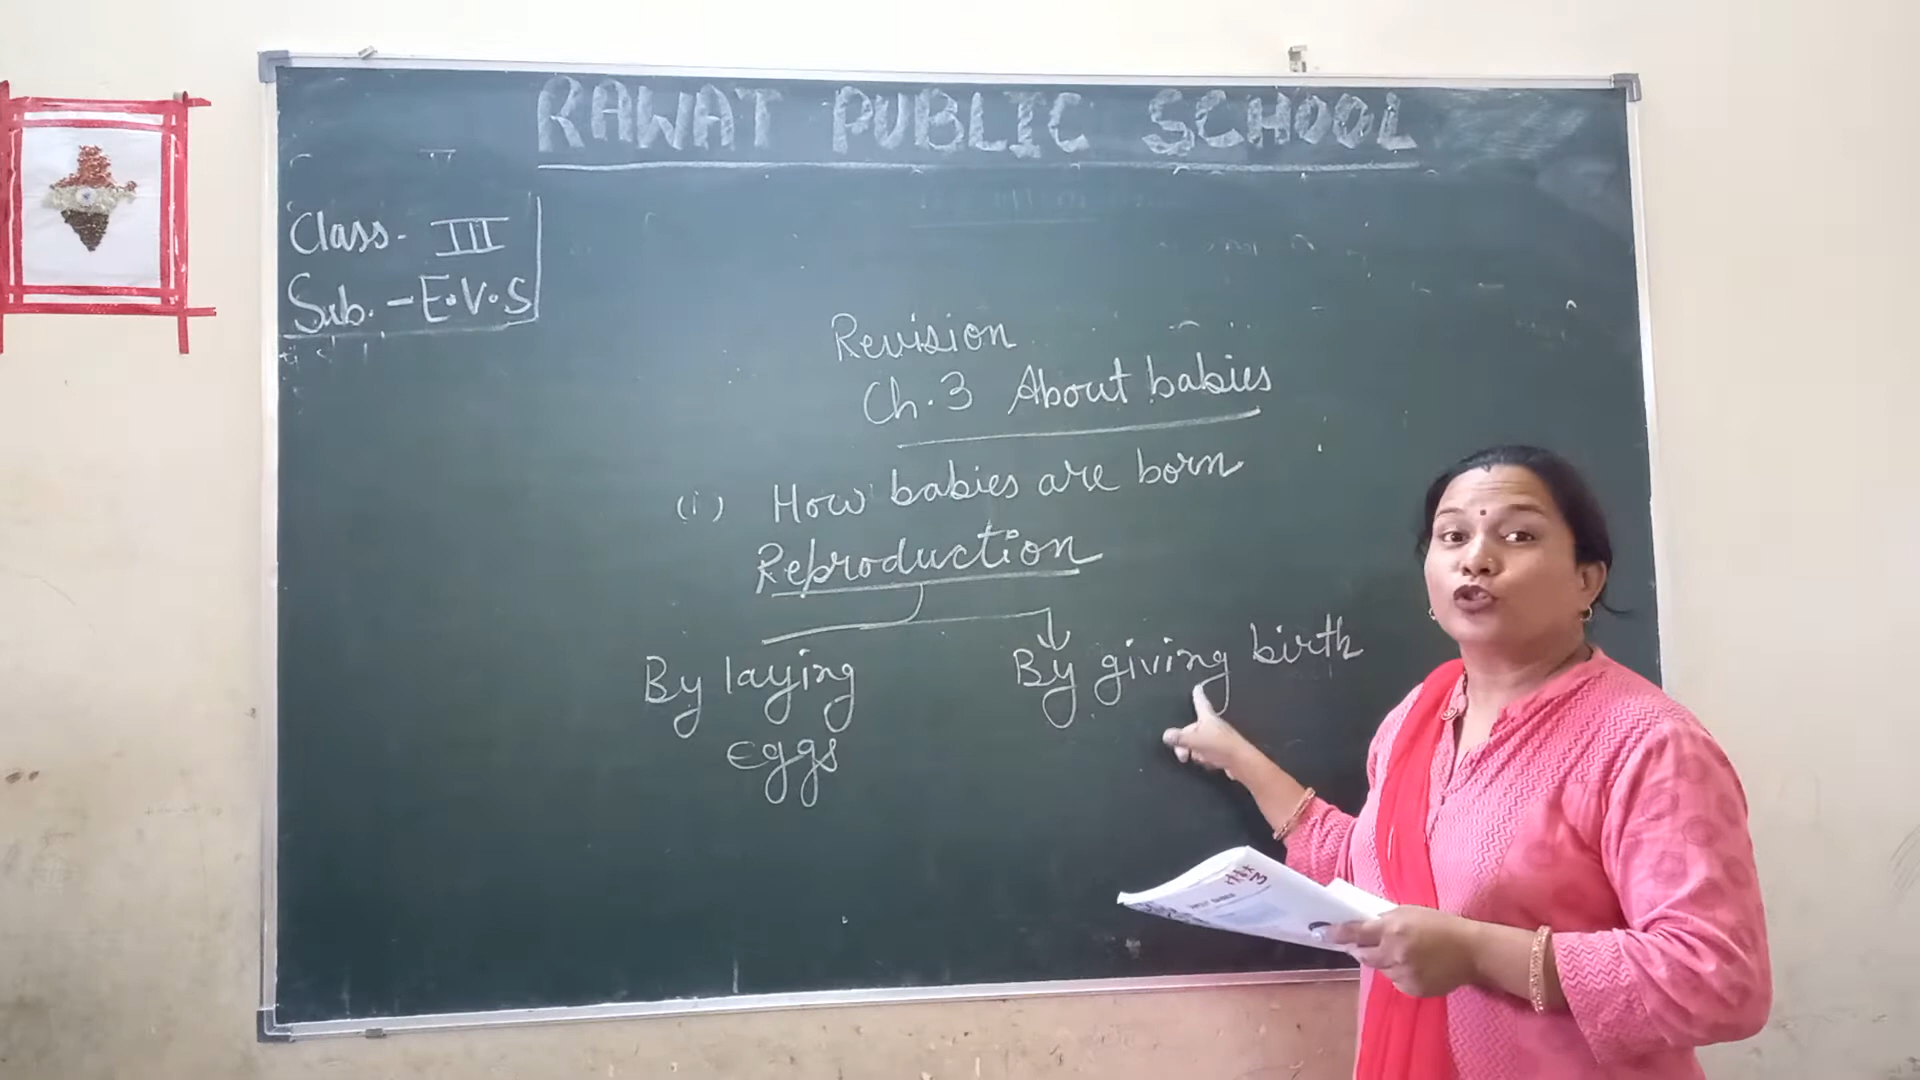 RAWAT PUBLIC SCHOOL
Class - III
Sub. - E.V.S
Revision
Ch. 3 About babies
(i) How babies are born
Reproduction
By laying eggs
By giving birth
3